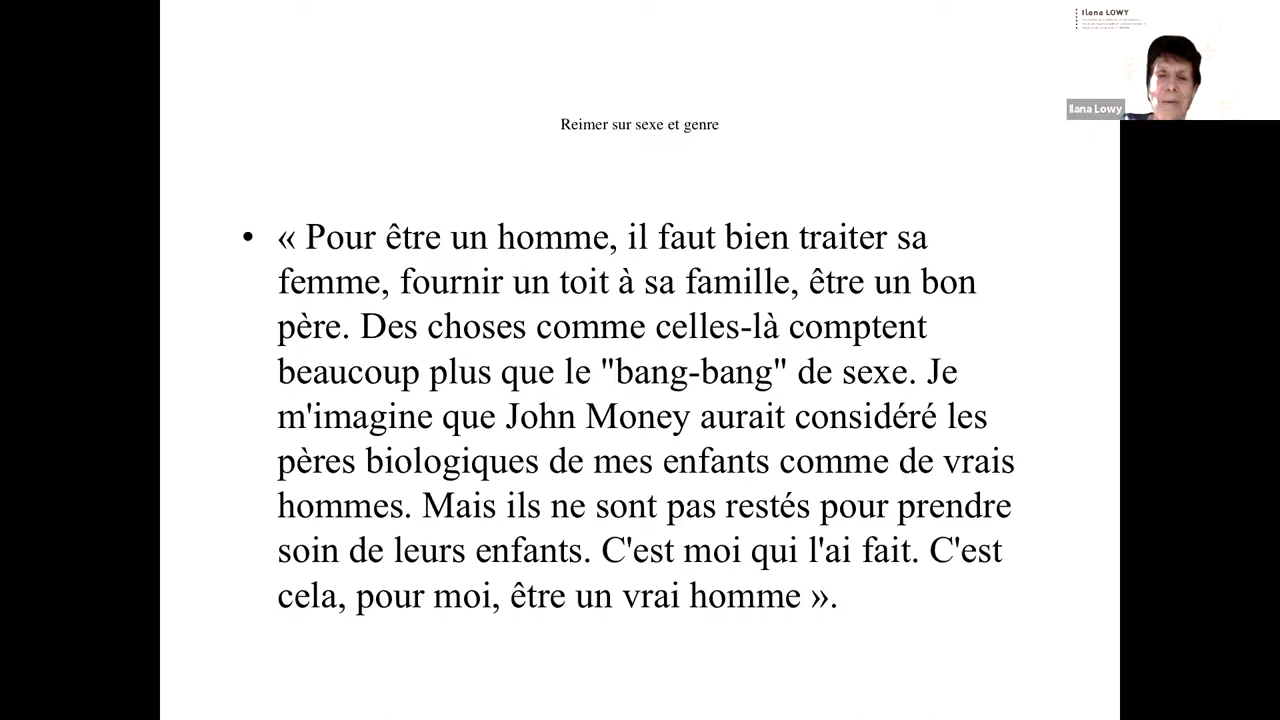 Ilana LOWY
Ilana Lowy
Reimer sur sexe et genre
• « Pour être un homme, il faut bien traiter sa
femme, fournir un toit à sa famille, être un bon
père. Des choses comme celles-là comptent
beaucoup plus que le "bang-bang" de sexe. Je
m'imagine que John Money aurait considéré les
pères biologiques de mes enfants comme de vrais
hommes. Mais ils ne sont pas restés pour prendre
soin de leurs enfants. C'est moi qui l'ai fait. C'est
cela, pour moi, être un vrai homme ».